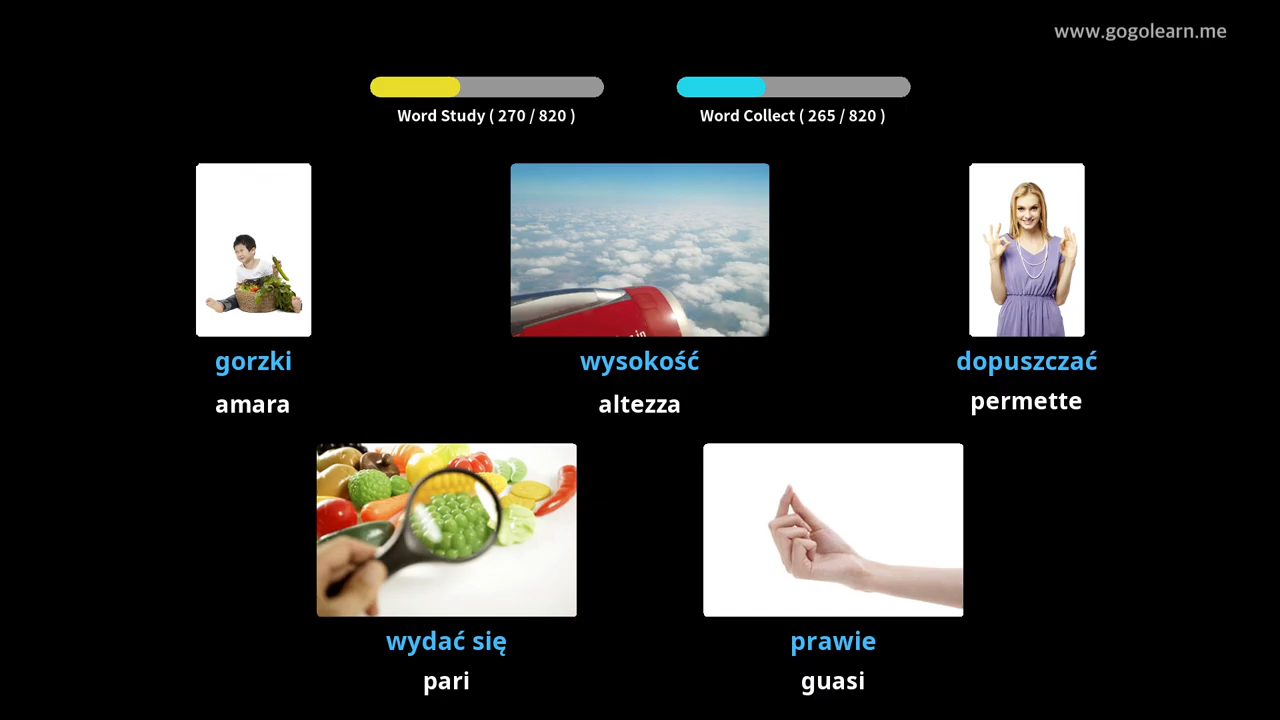 www.gogolearn.me
Word Study ( 270 / 820 )
Word Collect ( 265 / 820 )
gorzki
amara
wysokość
altezza
dopuszczać
permette
wydać się
pari
prawie
guasi